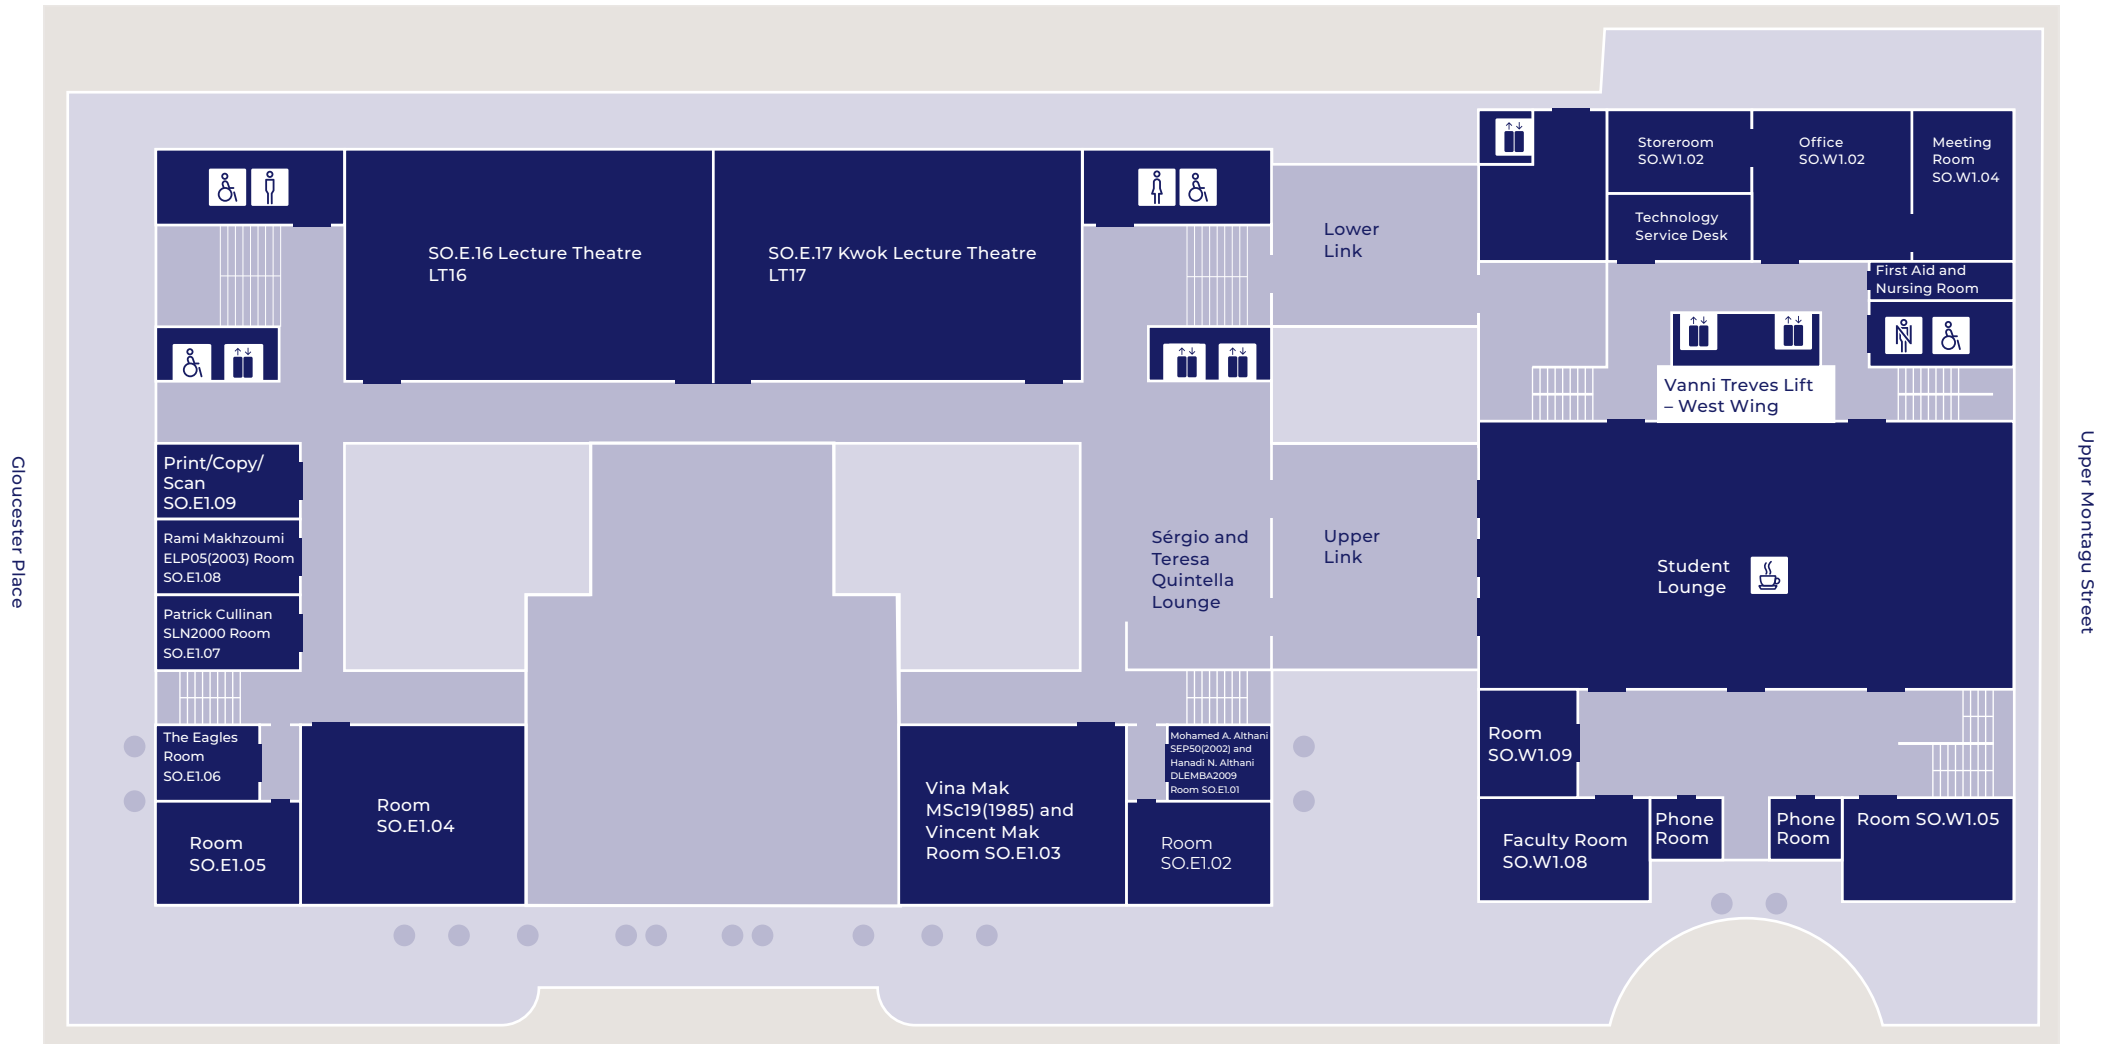 Gloucester Place
SO.E.16 Lecture Theatre
LT16
SO.E.17 Kwok Lecture Theatre
LT17
Lower
Link
Storeroom
SO.W1.02
Office
SO.W1.02
Meeting
Room
SO.W1.04
Technology
Service Desk
First Aid and
Nursing Room
Vanni Treves Lift
– West Wing
Print/Copy/
Scan
SO.E1.09
Rami Makhzoumi
ELP05(2003) Room
SO.E1.08
Patrick Cullinan
SLN2000 Room
SO.E1.07
Sérgio and
Teresa
Quintella
Lounge
Upper
Link
Student
Lounge
Upper Montagu Street
The Eagles
Room
SO.E1.06
Room
SO.E1.05
Room
SO.E1.04
Vina Mak
MSc19(1985) and
Vincent Mak
Room SO.E1.03
Mohamed A. Althani
SEP50(2002) and
Hanadi N. Althani
DLEMBA2009
Room SO.E1.01
Room
SO.E1.02
Room
SO.W1.09
Faculty Room
SO.W1.08
Phone
Room
Phone
Room
Room SO.W1.05